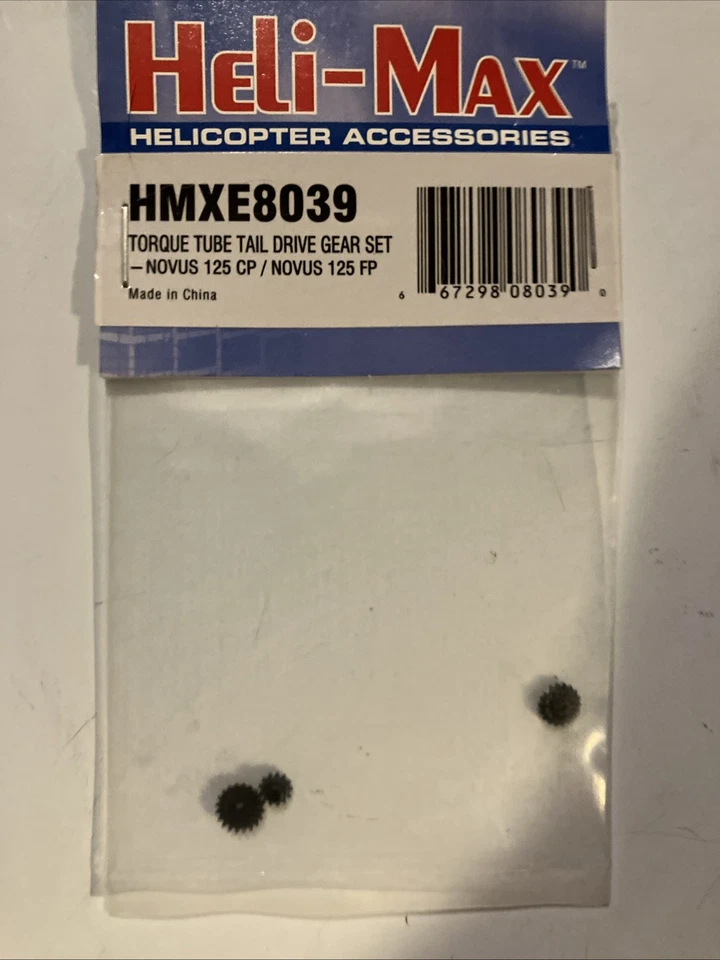 HELI-MAX™
HELICOPTER ACCESSORIES
HMXE8039
TORQUE TUBE TAIL DRIVE GEAR SET
–NOVUS 125 CP / NOVUS 125 FP
Made in China
6 67298 08039 0